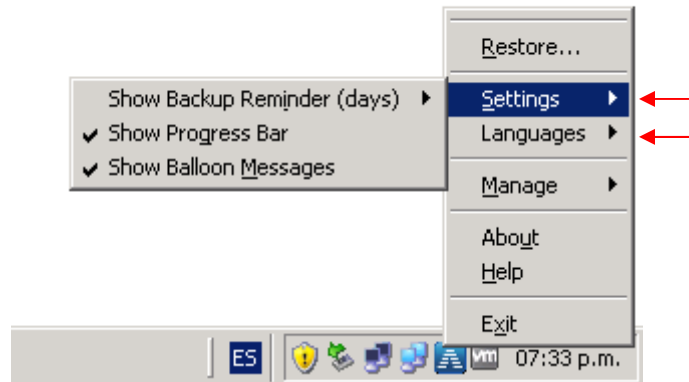 Restore...
Settings
Languages
Show Backup Reminder (days)
Show Progress Bar
Show Balloon Messages
Manage
About
Help
Exit
ES
vm
07:33 p.m.